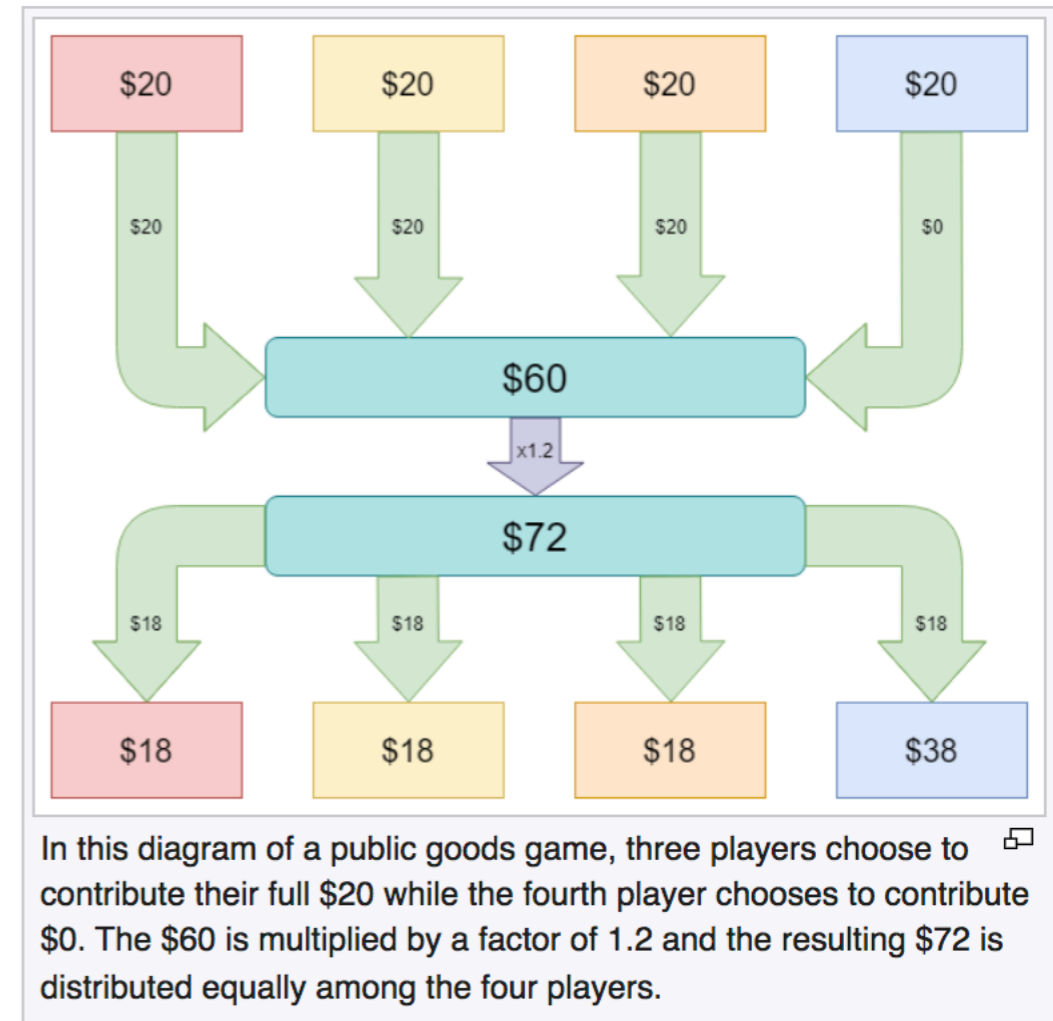 $20 $20 $20 $20
$20 $20 $20 $0
$60
x1.2
$72
$18 $18 $18 $18
$18 $18 $18 $38
In this diagram of a public goods game, three players choose to
contribute their full $20 while the fourth player chooses to contribute
$0. The $60 is multiplied by a factor of 1.2 and the resulting $72 is
distributed equally among the four players.